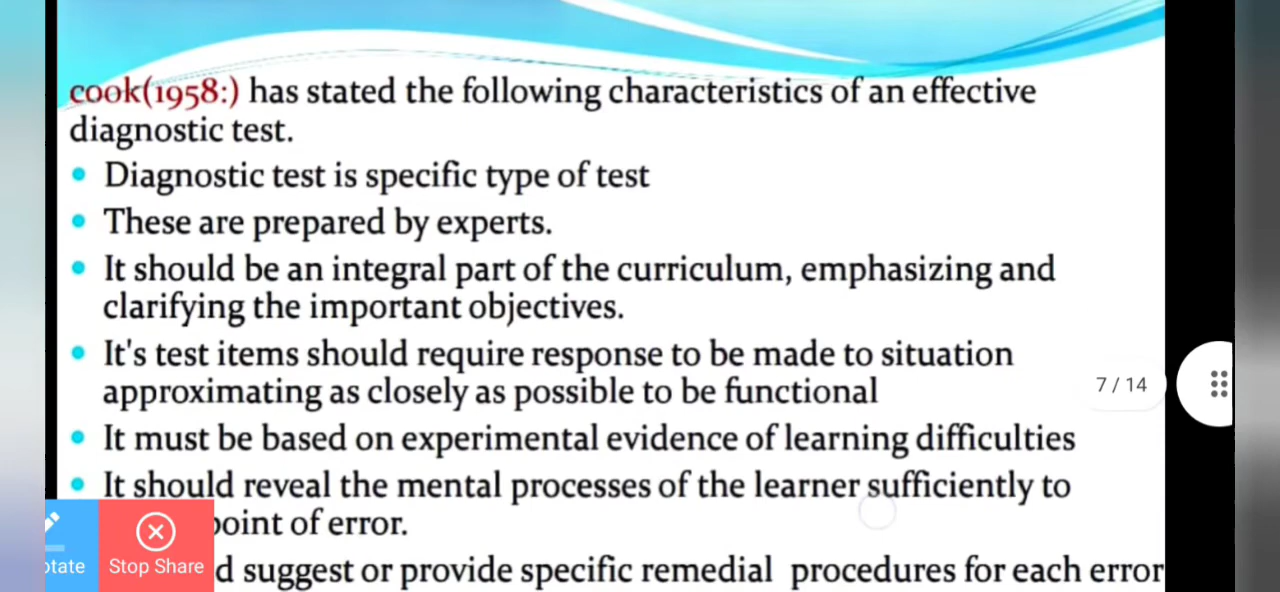 cook(1958:) has stated the following characteristics of an effective
diagnostic test.
• Diagnostic test is specific type of test
• These are prepared by experts.
• It should be an integral part of the curriculum, emphasizing and
clarifying the important objectives.
• It's test items should require response to be made to situation
approximating as closely as possible to be functional
7 / 14
• It must be based on experimental evidence of learning difficulties
• It should reveal the mental processes of the learner sufficiently to
point of error.
suggest or provide specific remedial procedures for each error
Stop Share